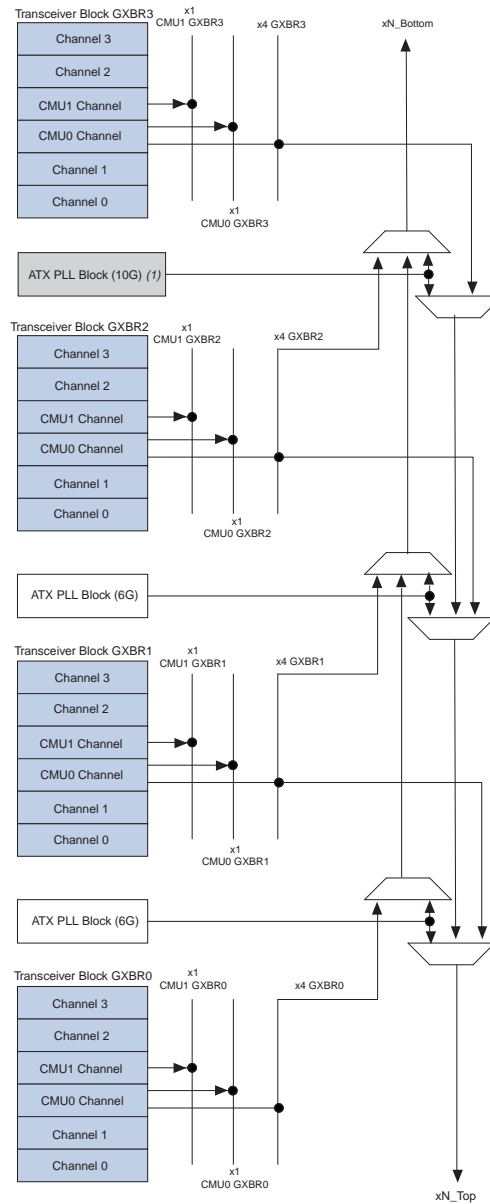 Transceiver Block GXBR3
Channel 3
Channel 2
CMU1 Channel
CMU0 Channel
Channel 1
Channel 0
x1
CMU1 GXBR3
x4 GXBR3
x1
CMU0 GXBR3
xN_Bottom
ATX PLL Block (10G) (1)
Transceiver Block GXBR2
Channel 3
Channel 2
CMU1 Channel
CMU0 Channel
Channel 1
Channel 0
x1
CMU1 GXBR2
x4 GXBR2
x1
CMU0 GXBR2
ATX PLL Block (6G)
Transceiver Block GXBR1
Channel 3
Channel 2
CMU1 Channel
CMU0 Channel
Channel 1
Channel 0
x1
CMU1 GXBR1
x4 GXBR1
x1
CMU0 GXBR1
ATX PLL Block (6G)
Transceiver Block GXBR0
Channel 3
Channel 2
CMU1 Channel
CMU0 Channel
Channel 1
Channel 0
x1
CMU1 GXBR0
x4 GXBR0
x1
CMU0 GXBR0
xN_Top